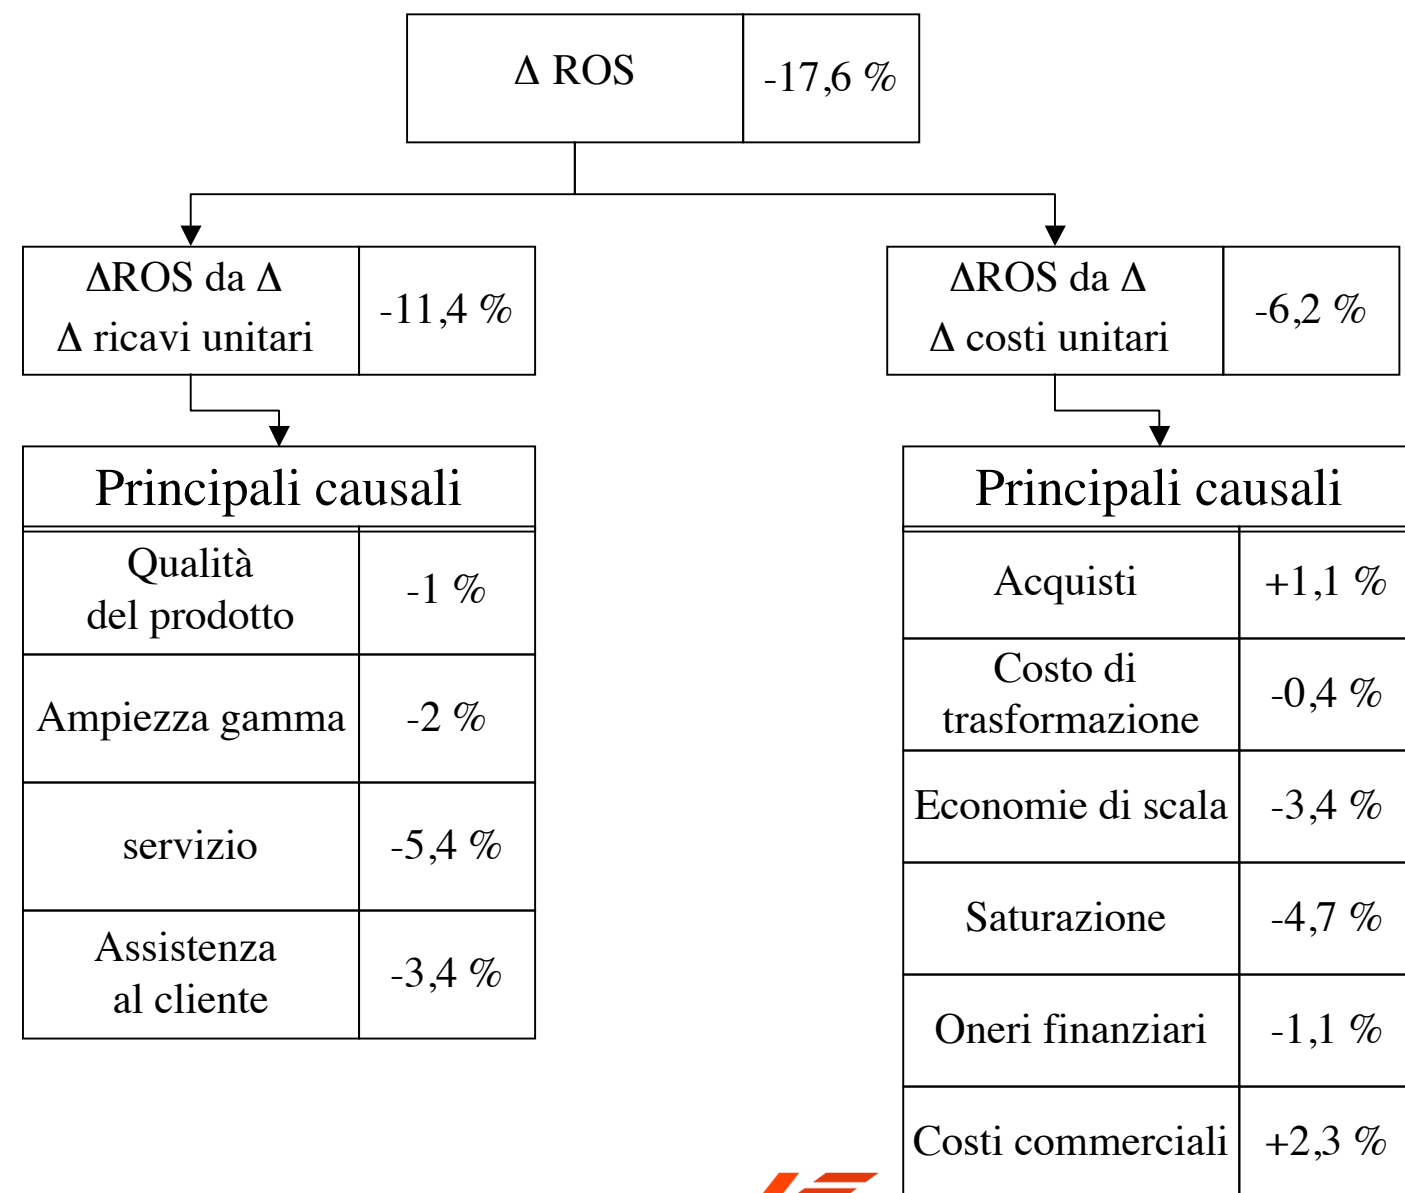 Δ ROS
-17,6 %
ΔROS da Δ
Δ ricavi unitari
-11,4 %
ΔROS da Δ
Δ costi unitari
-6,2 %
Principali causali
Qualità
del prodotto
-1 %
Ampiezza gamma
-2 %
servizio
-5,4 %
Assistenza
al cliente
-3,4 %
Principali causali
Acquisti
+1,1 %
Costo di
trasformazione
-0,4 %
Economie di scala
-3,4 %
Saturazione
-4,7 %
Oneri finanziari
-1,1 %
Costi commerciali
+2,3 %